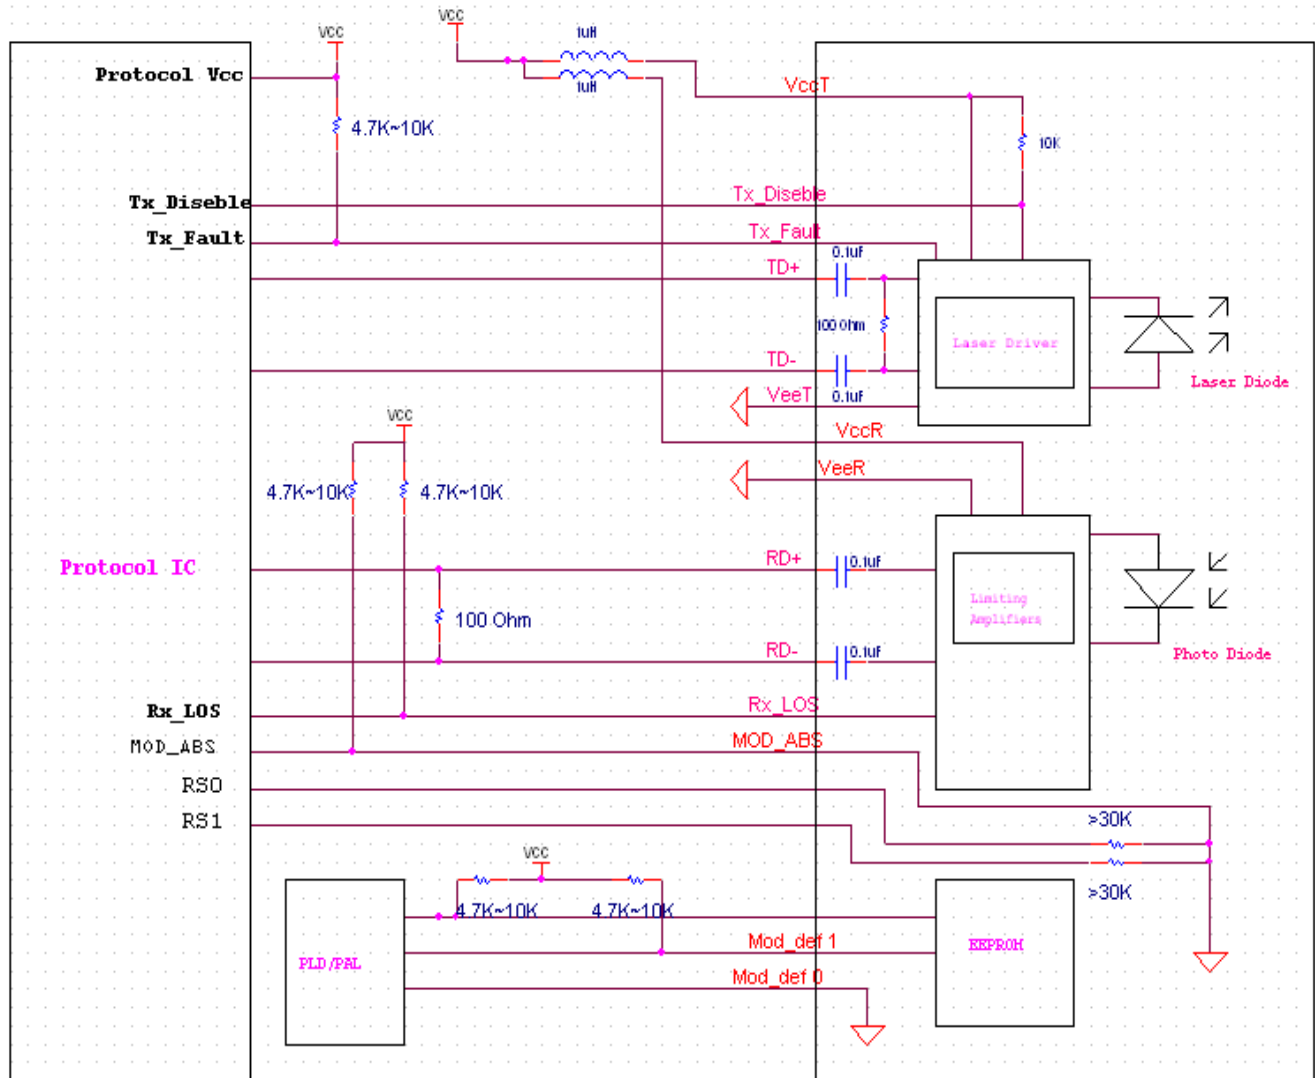 VCC
VCC
1uH
1uH
Protocol Vcc
VccT
4.7K~10K
10K
Tx_Diseble
Tx_Diseble
Tx_Fault
Tx_Fault
0.1uF
TD+
100 Ohm
Laser Driver
TD-
Laser Diode
VeeT
0.1uF
VCC
VccR
VeeR
4.7K~10K
4.7K~10K
Protocol IC
RD+
0.1uF
Limiting
Amplifiers
100 Ohm
RD-
0.1uF
Photo Diode
Rx_LOS
Rx_LOS
MOD_ABS
MOD_ABS
RS0
RS1
>30K
VCC
>30K
4.7K~10K
4.7K~10K
Mod_def 1
EEPROM
PLD/PAL
Mod_def 0